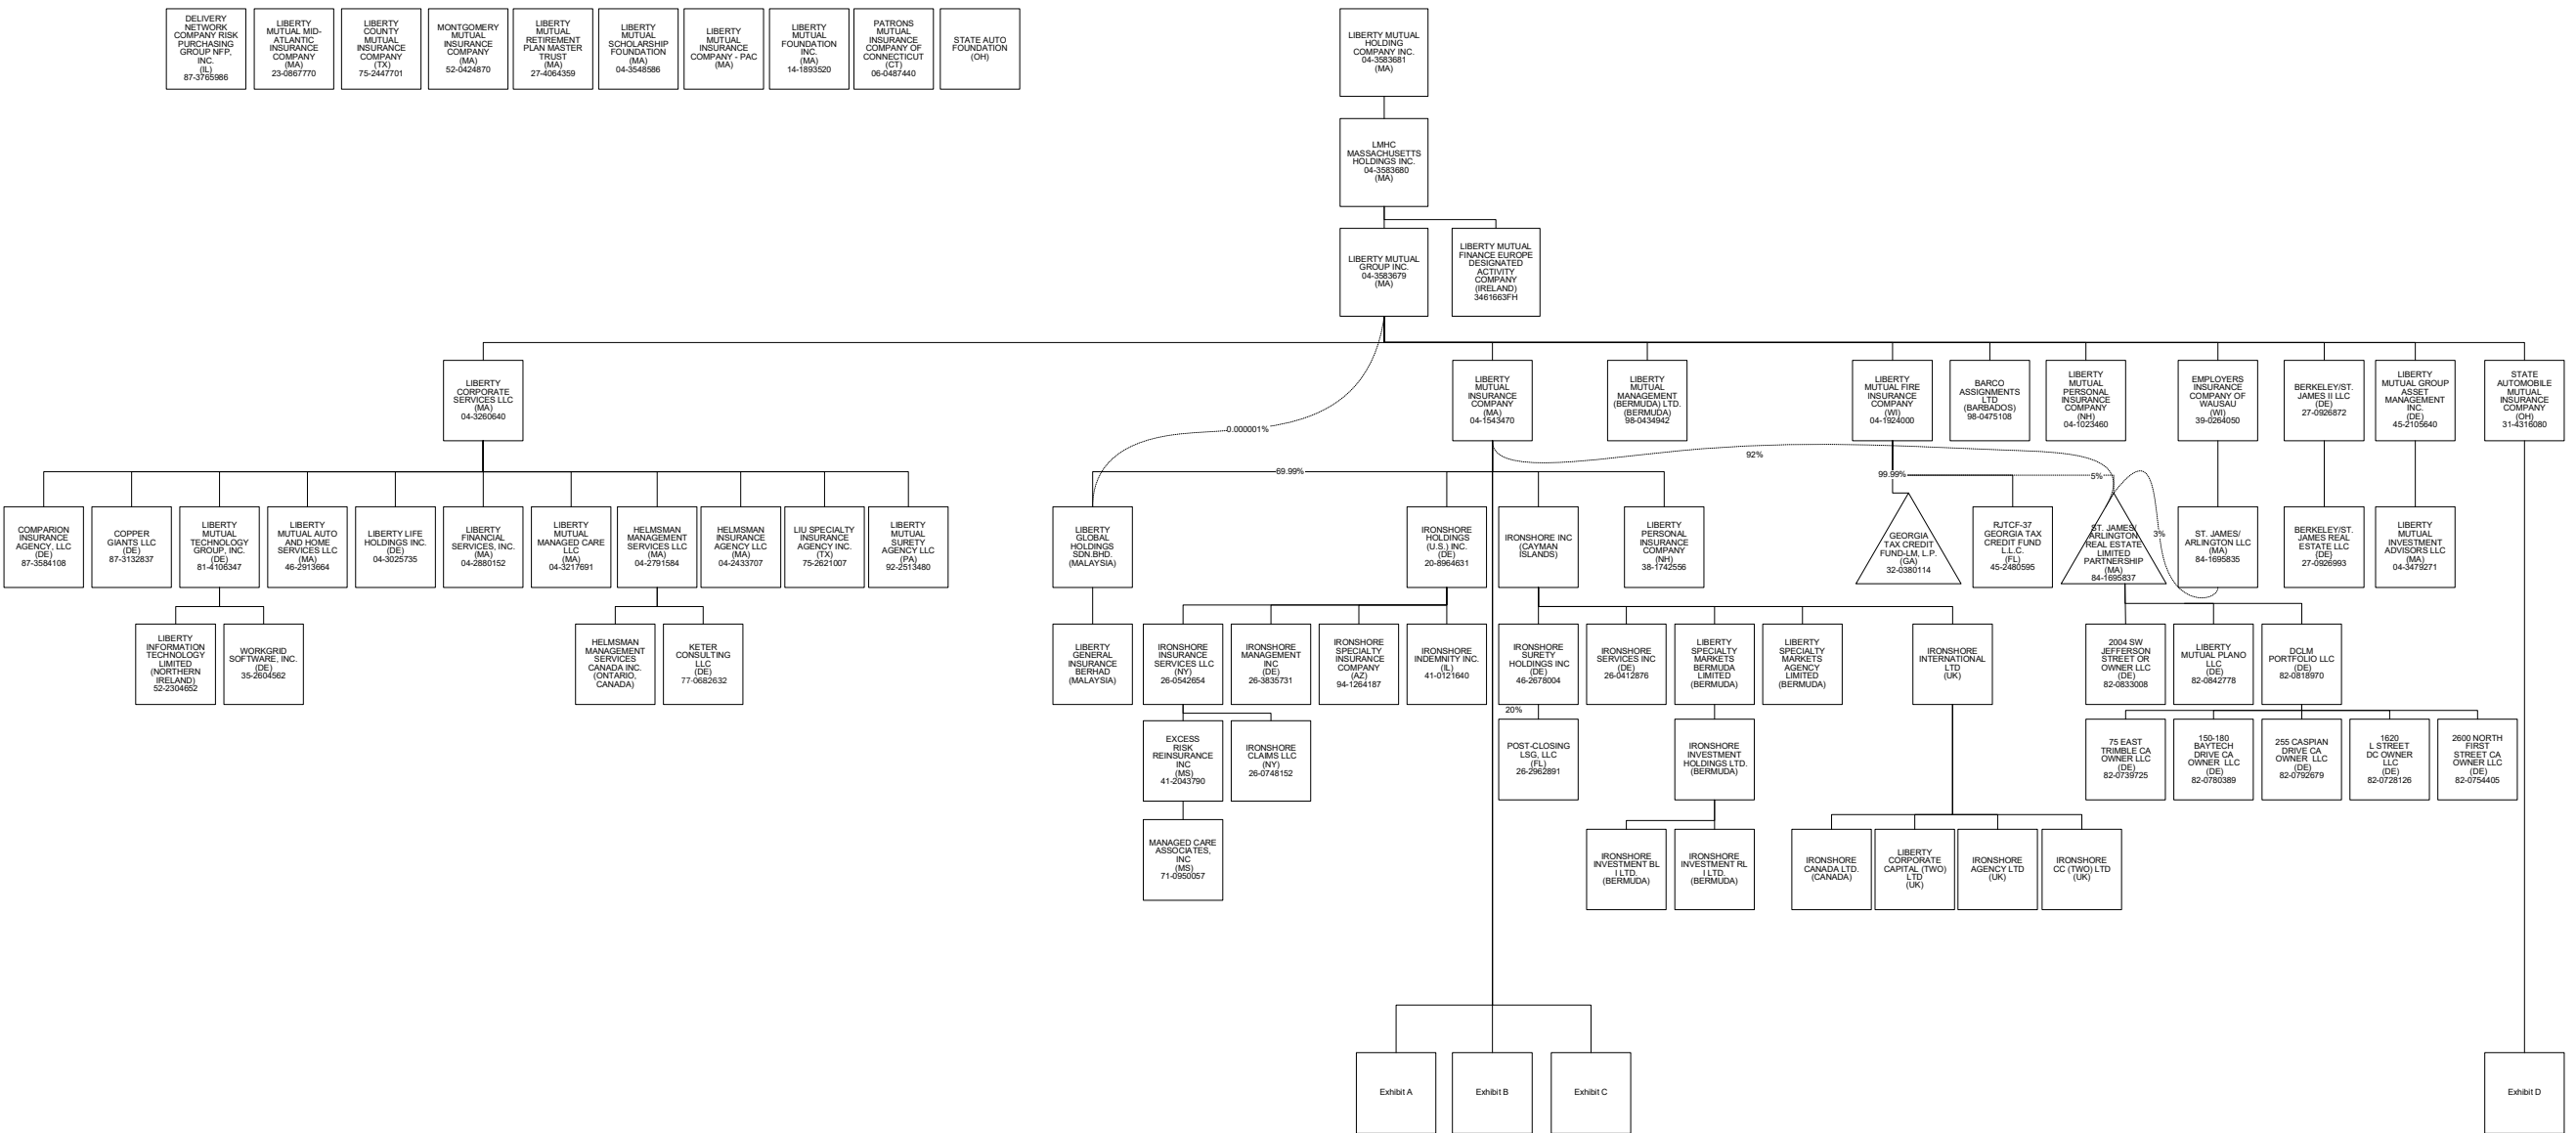 DELIVERY
NETWORK
COMPANY RISK
PURCHASING
GROUP NFP,
INC.
(IL)
87-3765986
LIBERTY
MUTUAL MID-
ATLANTIC
INSURANCE
COMPANY
(MA)
23-0867770
LIBERTY
COUNTY
MUTUAL
INSURANCE
COMPANY
(TX)
75-2447701
MONTGOMERY
MUTUAL
INSURANCE
COMPANY
(MA)
52-0424870
LIBERTY
MUTUAL
RETIREMENT
PLAN MASTER
TRUST
(MA)
27-4064359
LIBERTY
MUTUAL
SCHOLARSHIP
FOUNDATION
(MA)
04-3548586
LIBERTY
MUTUAL
INSURANCE
COMPANY - PAC
(MA)
LIBERTY
MUTUAL
FOUNDATION
INC.
(MA)
14-1893520
PATRONS
MUTUAL
INSURANCE
COMPANY OF
CONNECTICUT
(CT)
06-0487440
STATE AUTO
FOUNDATION
(OH)
LIBERTY MUTUAL
HOLDING
COMPANY INC.
04-3583681
(MA)
LMHC
MASSACHUSETTS
HOLDINGS INC.
04-3583680
(MA)
LIBERTY MUTUAL
GROUP INC.
04-3583679
(MA)
LIBERTY MUTUAL
FINANCE EUROPE
DESIGNATED
ACTIVITY
COMPANY
(IRELAND)
3461663FH
LIBERTY
CORPORATE
SERVICES LLC
(MA)
04-3260640
LIBERTY
MUTUAL
INSURANCE
COMPANY
(MA)
04-1543470
LIBERTY
MUTUAL
MANAGEMENT
(BERMUDA) LTD.
(BERMUDA)
98-0434942
LIBERTY
MUTUAL FIRE
INSURANCE
COMPANY
(WI)
04-1924000
BARCO
ASSIGNMENTS
LTD
(BARBADOS)
98-0475108
LIBERTY
MUTUAL
PERSONAL
INSURANCE
COMPANY
(NH)
04-1023460
EMPLOYERS
INSURANCE
COMPANY OF
WAUSAU
(WI)
39-0264050
BERKELEY/ST.
JAMES II LLC
(DE)
27-0926872
LIBERTY
MUTUAL GROUP
ASSET
MANAGEMENT
INC.
(DE)
45-2105640
STATE
AUTOMOBILE
MUTUAL
INSURANCE
COMPANY
(OH)
31-4316080
0.000001%
92%
69.99%
99.99%
5%
COMPARION
INSURANCE
AGENCY, LLC
(DE)
87-3584108
COPPER
GIANTS LLC
(DE)
87-3132837
LIBERTY
MUTUAL
TECHNOLOGY
GROUP, INC.
(DE)
81-4106347
LIBERTY
MUTUAL AUTO
AND HOME
SERVICES LLC
(MA)
46-2913664
LIBERTY LIFE
HOLDINGS INC.
(DE)
04-3025735
LIBERTY
FINANCIAL
SERVICES, INC.
(MA)
04-2880152
LIBERTY
MUTUAL
MANAGED CARE
LLC
(MA)
04-3217691
HELMSMAN
MANAGEMENT
SERVICES LLC
(MA)
04-2791584
HELMSMAN
INSURANCE
AGENCY LLC
(MA)
04-2433707
LIU SPECIALTY
INSURANCE
AGENCY INC.
(TX)
75-2621007
LIBERTY
MUTUAL
SURETY
AGENCY LLC
(PA)
92-2513480
LIBERTY
GLOBAL
HOLDINGS
SDN.BHD.
(MALAYSIA)
IRONSHORE
HOLDINGS
(U.S.) INC.
(DE)
20-8964631
IRONSHORE INC
(CAYMAN
ISLANDS)
LIBERTY
PERSONAL
INSURANCE
COMPANY
(NH)
38-1742556
GEORGIA
TAX CREDIT
FUND-LM, L.P.
(GA)
32-0380114
RJTCF-37
GEORGIA TAX
CREDIT FUND
L.L.C.
(FL)
45-2480595
ST. JAMES/
ARLINGTON
REAL ESTATE
LIMITED
PARTNERSHIP
(MA)
84-1695837
3%
ST. JAMES/
ARLINGTON LLC
(MA)
84-1695835
BERKELEY/ST.
JAMES REAL
ESTATE LLC
(DE)
27-0926993
LIBERTY
MUTUAL
INVESTMENT
ADVISORS LLC
(MA)
04-3479271
LIBERTY
INFORMATION
TECHNOLOGY
LIMITED
(NORTHERN
IRELAND)
52-2304652
WORKGRID
SOFTWARE, INC.
(DE)
35-2604562
HELMSMAN
MANAGEMENT
SERVICES
CANADA INC.
(ONTARIO,
CANADA)
KETER
CONSULTING
LLC
(DE)
77-0682632
LIBERTY
GENERAL
INSURANCE
BERHAD
(MALAYSIA)
IRONSHORE
INSURANCE
SERVICES LLC
(NY)
26-0542654
IRONSHORE
MANAGEMENT
INC
(DE)
26-3835731
IRONSHORE
SPECIALTY
INSURANCE
COMPANY
(AZ)
94-1264187
IRONSHORE
INDEMNITY INC.
(IL)
41-0121640
IRONSHORE
SURETY
HOLDINGS INC
(DE)
46-2678004
IRONSHORE
SERVICES INC
(DE)
26-0412876
LIBERTY
SPECIALTY
MARKETS
BERMUDA
LIMITED
(BERMUDA)
LIBERTY
SPECIALTY
MARKETS
AGENCY
LIMITED
(BERMUDA)
IRONSHORE
INTERNATIONAL
LTD
(UK)
2004 SW
JEFFERSON
STREET OR
OWNER LLC
(DE)
82-0833008
LIBERTY
MUTUAL PLANO
LLC
(DE)
82-0842778
DCLM
PORTFOLIO LLC
(DE)
82-0818970
20%
EXCESS
RISK
REINSURANCE
INC
(MS)
41-2043790
IRONSHORE
CLAIMS LLC
(NY)
26-0748152
POST-CLOSING
LSG, LLC
(FL)
26-2962891
IRONSHORE
INVESTMENT
HOLDINGS LTD.
(BERMUDA)
75 EAST
TRIMBLE CA
OWNER LLC
(DE)
82-0739725
150-180
BAYTECH
DRIVE CA
OWNER LLC
(DE)
82-0780389
255 CASPIAN
DRIVE CA
OWNER LLC
(DE)
82-0792679
1620
L STREET
DC OWNER
LLC
(DE)
82-0728126
2600 NORTH
FIRST
STREET CA
OWNER LLC
(DE)
82-0754405
MANAGED CARE
ASSOCIATES,
INC
(MS)
71-0950057
IRONSHORE
INVESTMENT BL
I LTD.
(BERMUDA)
IRONSHORE
INVESTMENT RL
I LTD.
(BERMUDA)
IRONSHORE
CANADA LTD.
(CANADA)
LIBERTY
CORPORATE
CAPITAL (TWO)
LTD
(UK)
IRONSHORE
AGENCY LTD
(UK)
IRONSHORE
CC (TWO) LTD
(UK)
Exhibit A
Exhibit B
Exhibit C
Exhibit D